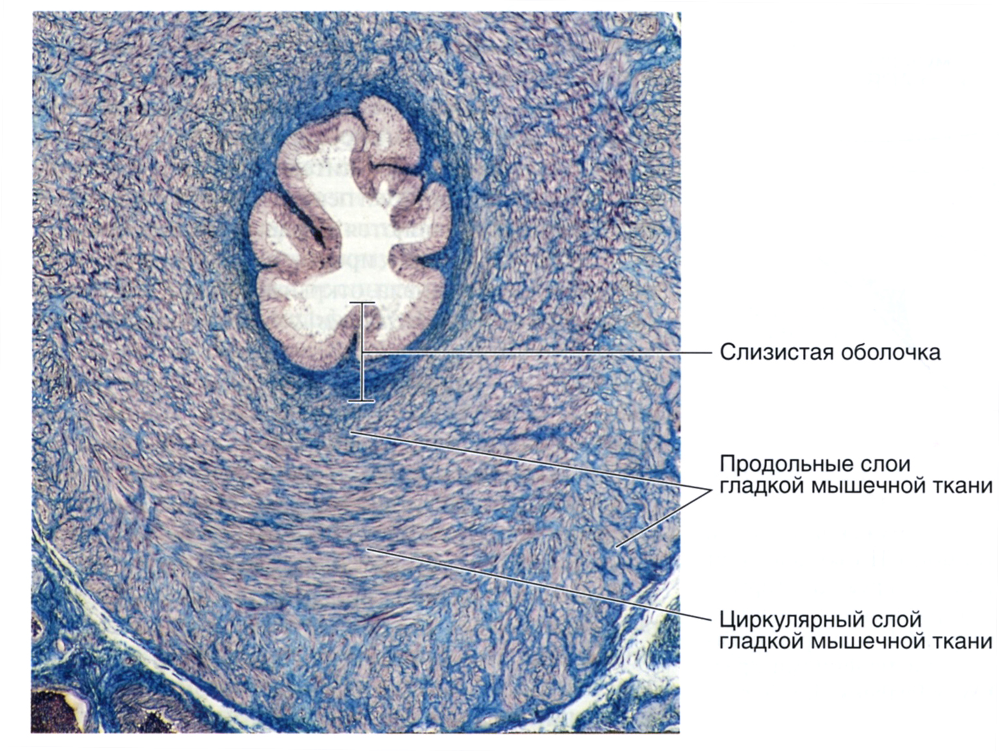 Слизистая оболочка
Продольные слои
гладкой мышечной ткани
Циркулярный слой
гладкой мышечной ткани